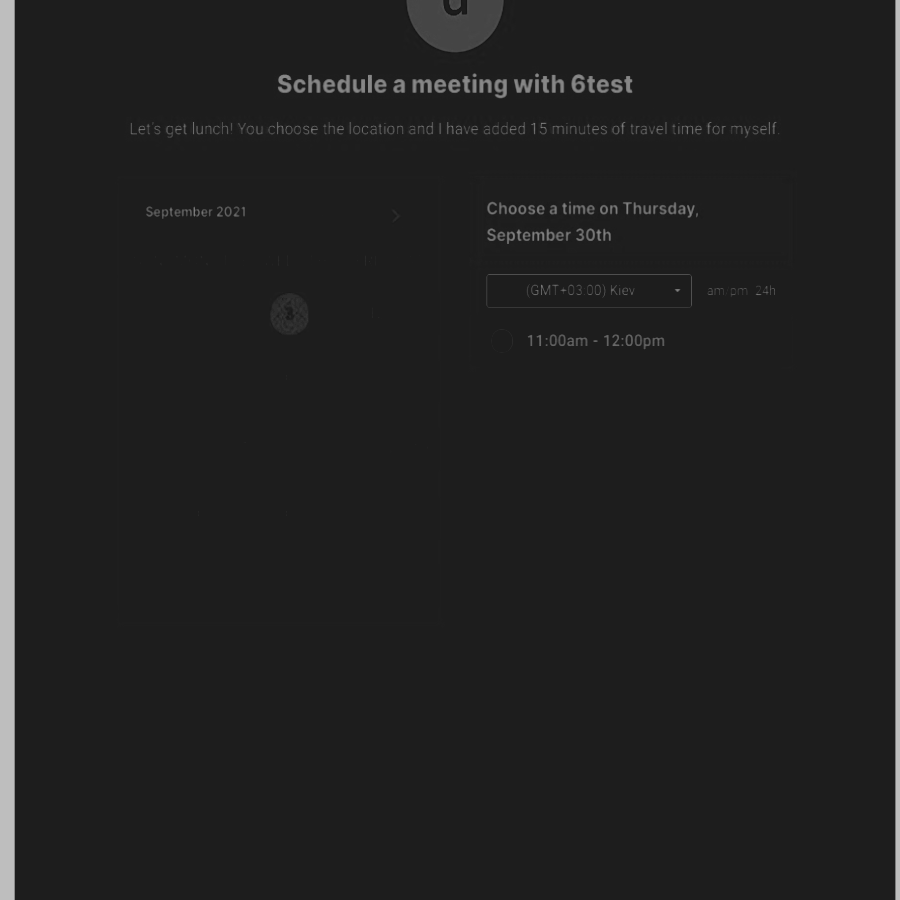 Schedule a meeting with 6test
Let's get lunch! You choose the location and I have added 15 minutes of travel time for myself.
September 2021
Choose a time on Thursday,
September 30th
(GMT+03:00) Kiev
am/pm 24h
11:00am - 12:00pm